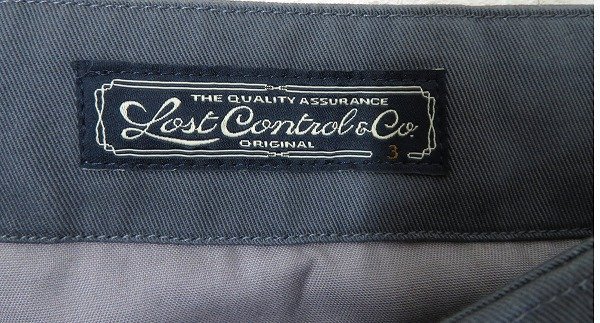 THE QUALITY ASSURANCE
Lost Control & Co.
ORIGINAL
3